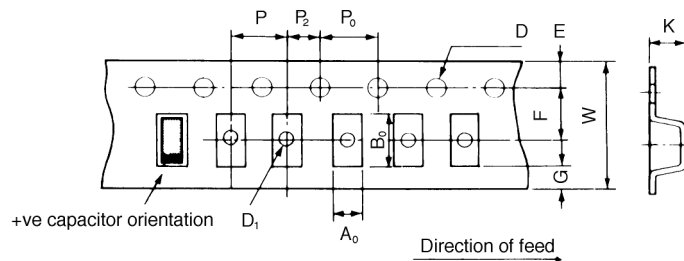 P P₂ P₀ D E K
F W
B₀
G
+ve capacitor orientation D₁
A₀
Direction of feed